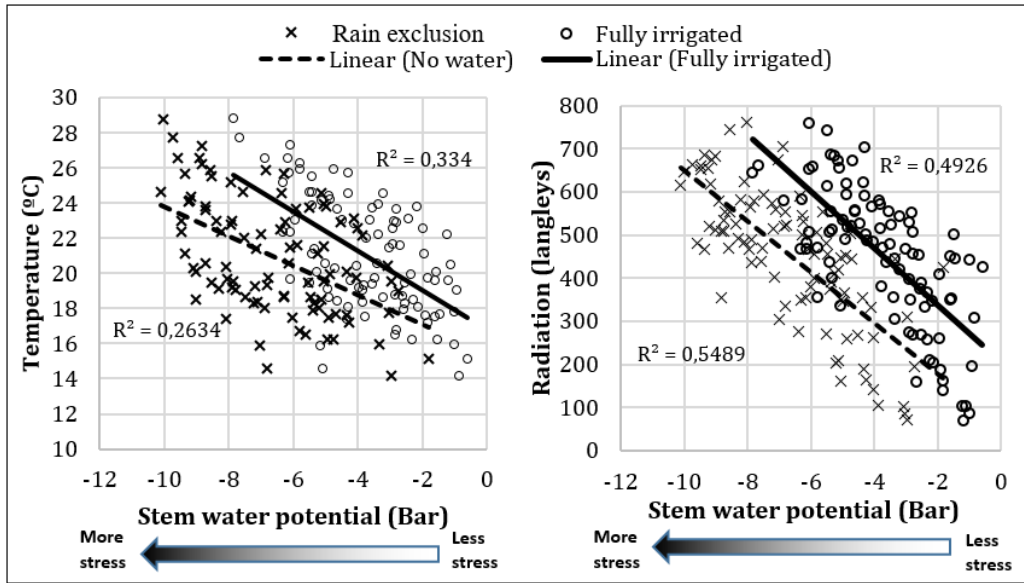 Rain exclusion Fully irrigated
Linear (No water) Linear (Fully irrigated)
Temperature (ºC)
30
28
26
24
22
20
18
16
14
12
10
R² = 0,334
R² = 0,2634
-12 -10 -8 -6 -4 -2 0
Stem water potential (Bar)
More stress
Less stress
Radiation (langleys)
800
700
600
500
400
300
200
100
0
R² = 0,4926
R² = 0,5489
-12 -10 -8 -6 -4 -2 0
Stem water potential (Bar)
More stress
Less stress